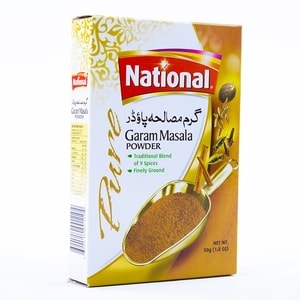 National
گرم مصالحہ پاؤڈر
Garam Masala
POWDER
Traditional Blend
of 9 Spices
Finely Ground
Pure
NET WT.
50g (1.8 OZ)